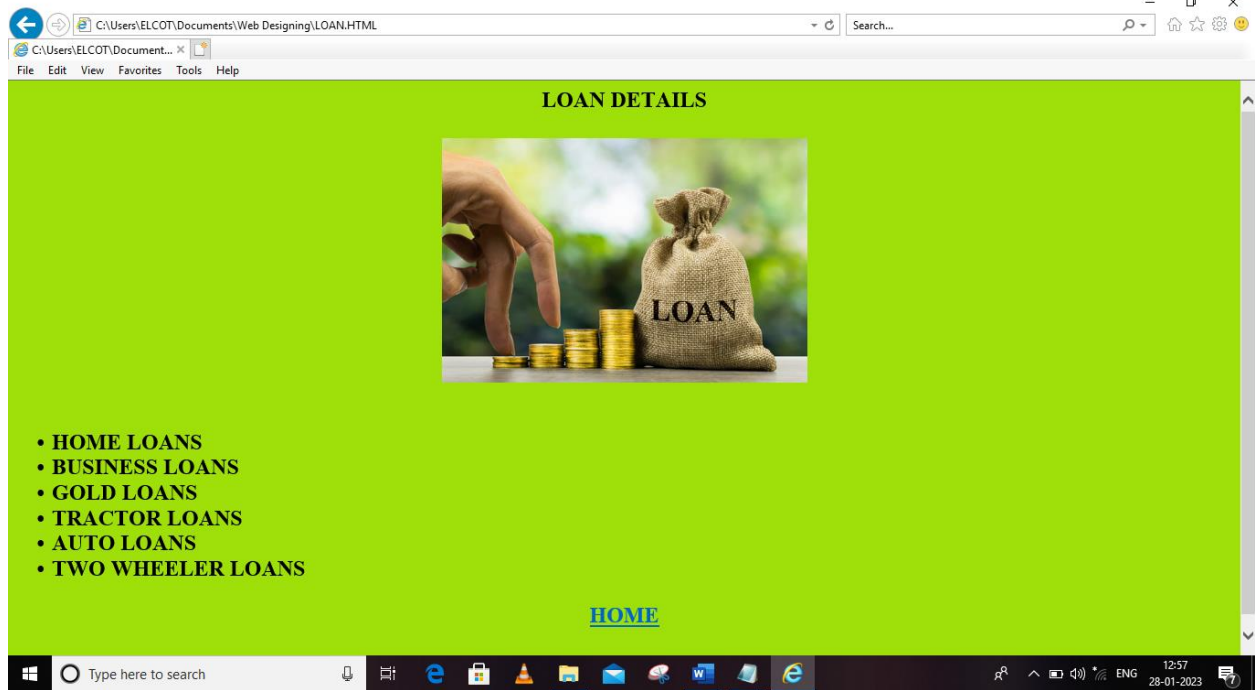 C:\Users\ELCOT\Documents\Web Designing\LOAN.HTML
Search...
C:\Users\ELCOT\Document...
File Edit View Favorites Tools Help
LOAN DETAILS
LOAN
• HOME LOANS
• BUSINESS LOANS
• GOLD LOANS
• TRACTOR LOANS
• AUTO LOANS
• TWO WHEELER LOANS
HOME
Type here to search
W
ENG
12:57
28-01-2023
7